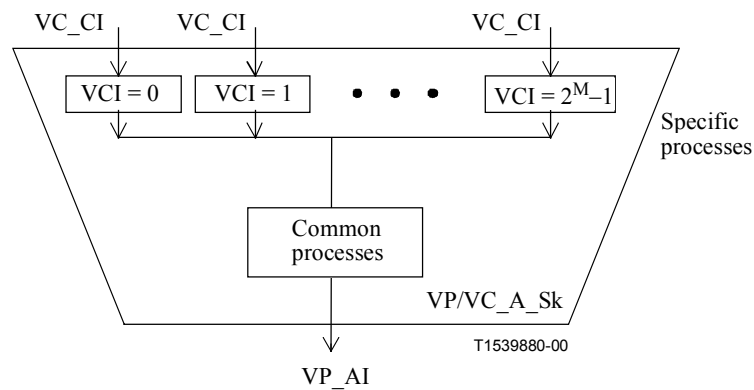 VC_CI VC_CI VC_CI
VCI = 0 VCI = 1 • • • VCI = 2^M−1
Specific
processes
Common
processes
VP/VC_A_Sk
T1539880-00
VP_AI